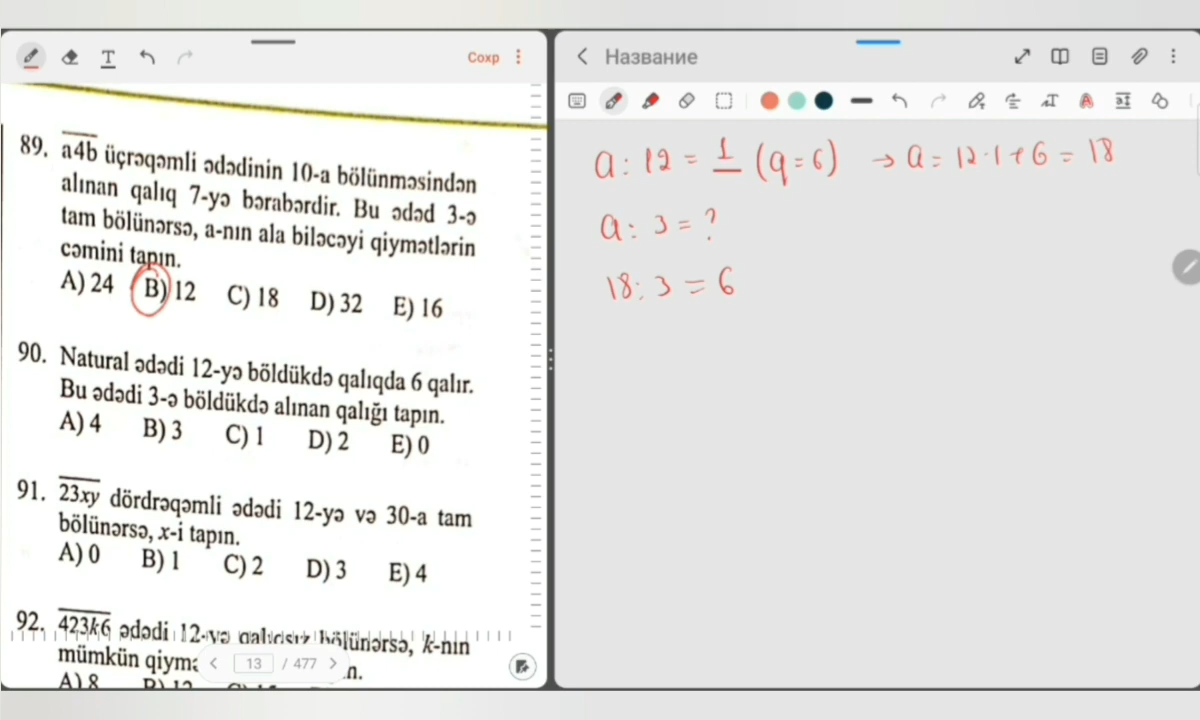 Сохр
Название
89. a4b üçrəqəmli ədədinin 10-a bölünməsindən
alınan qalıq 7-yə bərabərdir. Bu ədəd 3-ə
tam bölünərsə, a-nın ala biləcəyi qiymətlərin
cəmini tapın.
A) 24 B) 12 C) 18 D) 32 E) 16
90. Natural ədədi 12-yə böldükdə qalıqda 6 qalır.
Bu ədədi 3-ə böldükdə alınan qalığı tapın.
A) 4 B) 3 C) 1 D) 2 E) 0
91. 23xy dördrəqəmli ədədi 12-yə və 30-a tam
bölünərsə, x-i tapın.
A) 0 B) 1 C) 2 D) 3 E) 4
92. 423k6 ədədi 12-yə qalıqsız bölünərsə, k-nın
mümkün
13 / 477
A) 8
a : 12 = 1 (q = 6) → a = 12 · 1 + 6 = 18
a : 3 = ?
18 : 3 = 6